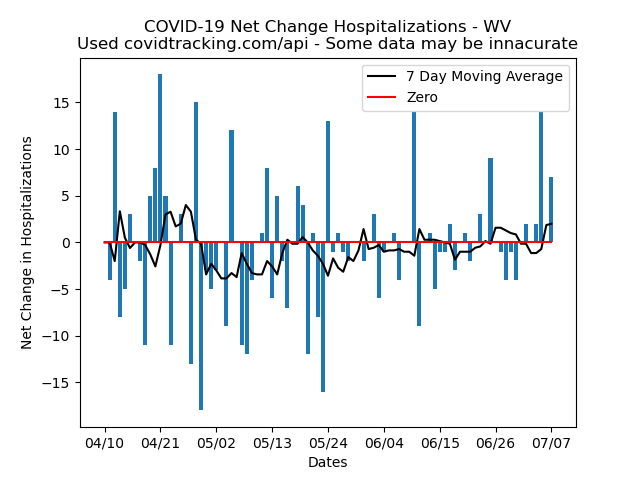 COVID-19 Net Change Hospitalizations - WV
Used covidtracking.com/api - Some data may be innacurate
7 Day Moving Average
Zero
Net Change in Hospitalizations
15
10
5
0
−5
−10
−15
04/10 04/21 05/02 05/13 05/24 06/04 06/15 06/26 07/07
Dates